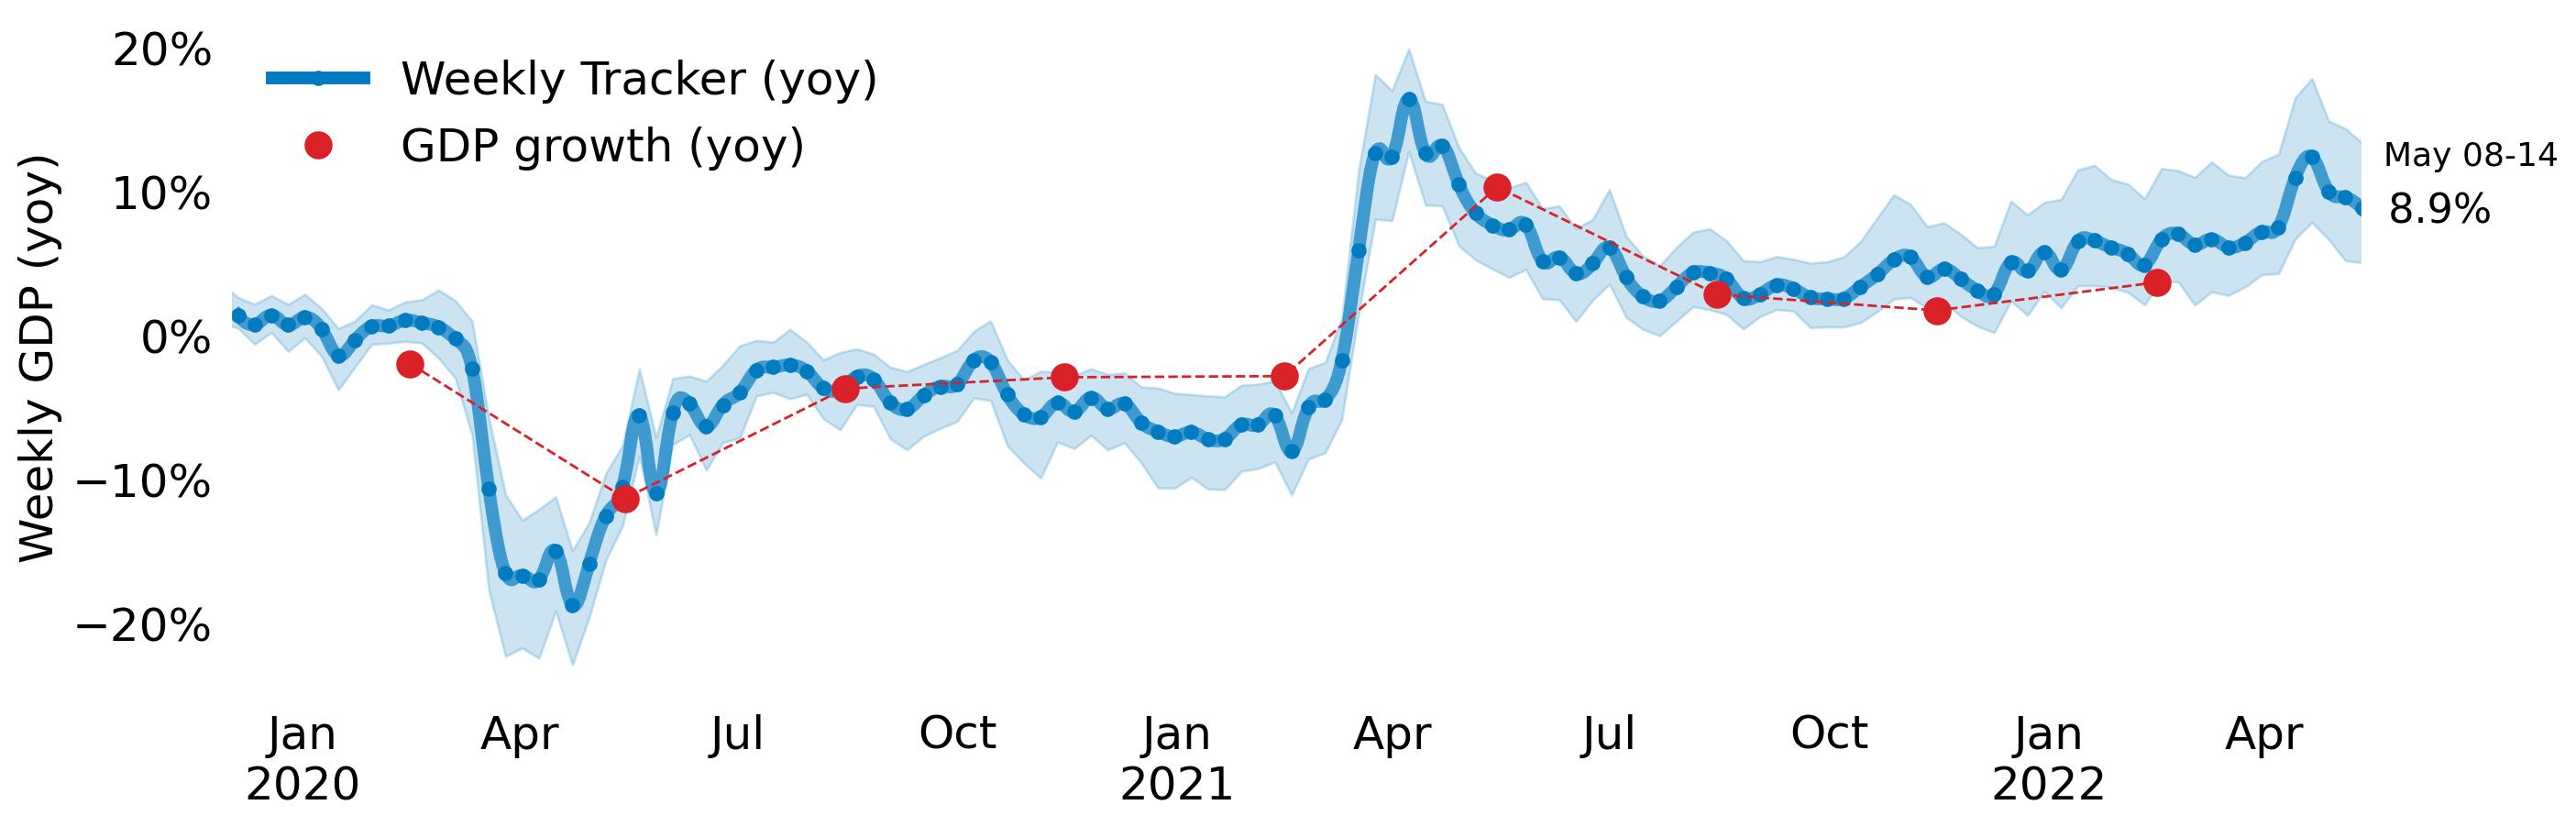 Weekly GDP (yoy)
20%
10%
0%
−10%
−20%
Weekly Tracker (yoy)
GDP growth (yoy)
May 08-14
8.9%
Jan
2020
Apr
Jul
Oct
Jan
2021
Apr
Jul
Oct
Jan
2022
Apr